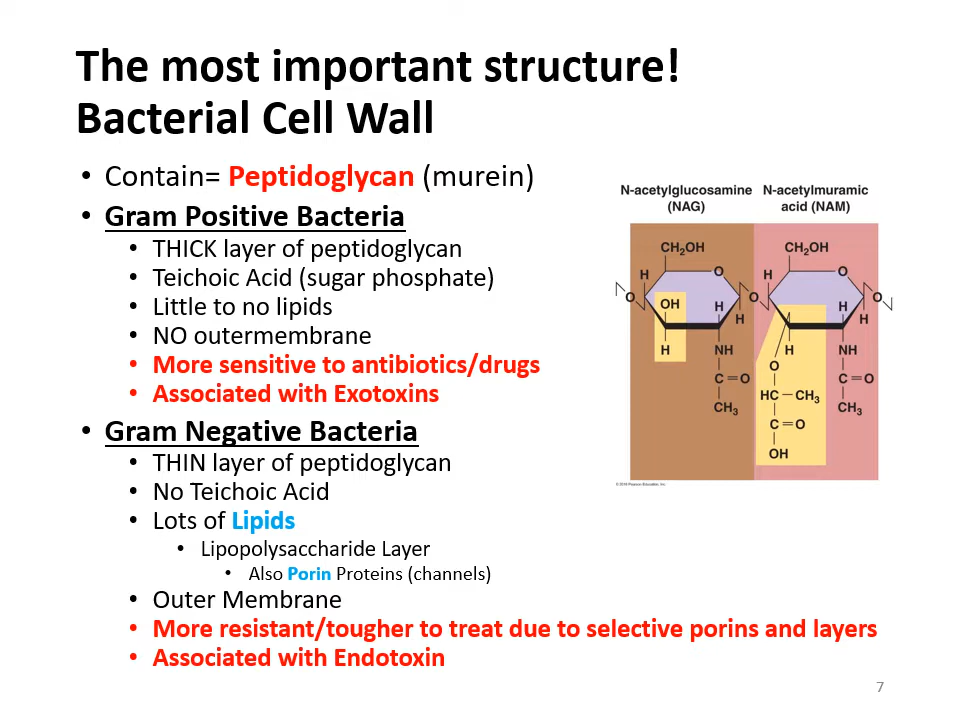 The most important structure!
Bacterial Cell Wall
• Contain= Peptidoglycan (murein)
• Gram Positive Bacteria
• THICK layer of peptidoglycan
• Teichoic Acid (sugar phosphate)
• Little to no lipids
• NO outermembrane
• More sensitive to antibiotics/drugs
• Associated with Exotoxins
• Gram Negative Bacteria
• THIN layer of peptidoglycan
• No Teichoic Acid
• Lots of Lipids
• Lipopolysaccharide Layer
• Also Porin Proteins (channels)
• Outer Membrane
• More resistant/tougher to treat due to selective porins and layers
• Associated with Endotoxin
N-acetylglucosamine
(NAG)
N-acetylmuramic
acid (NAM)
CH2OH
H
O
O
OH
H
H
H
NH
C=O
CH3
O
CH2OH
H
O
H
H
O
H
NH
O
C=O
HC—CH3
CH3
C=O
OH
7